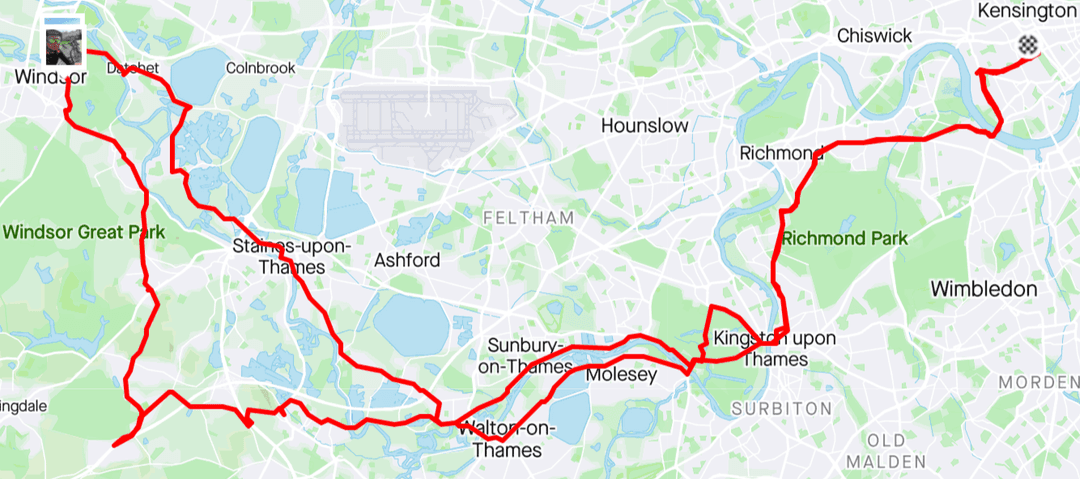 Kensington
Chiswick
Windsor
Datchet
Colnbrook
Hounslow
Richmond
FELTHAM
Windsor Great Park
Staines-upon-
Thames
Ashford
Richmond Park
Wimbledon
Sunbury-
on-Thames
Molesey
Kingston upon
Thames
MORDEN
ingdale
SURBITON
Walton-on-
Thames
OLD
MALDEN